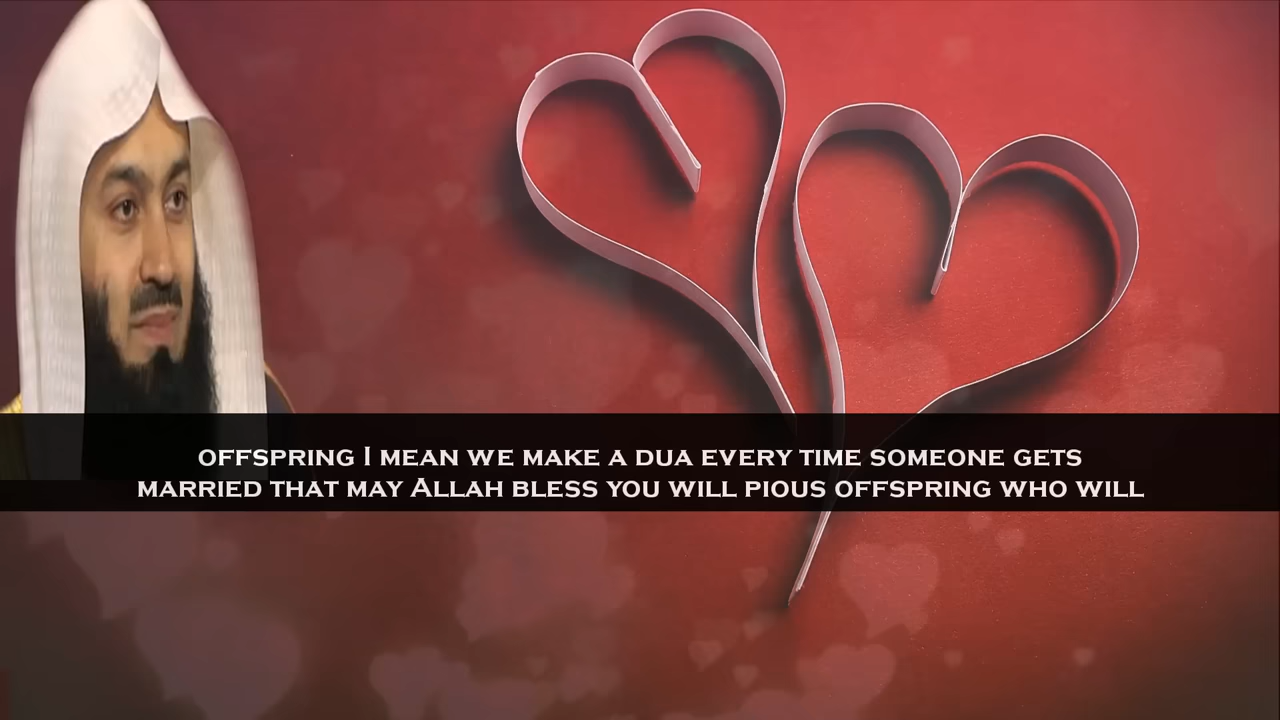 OFFSPRING I MEAN WE MAKE A DUA EVERY TIME SOMEONE GETS
MARRIED THAT MAY ALLAH BLESS YOU WILL PIOUS OFFSPRING WHO WILL